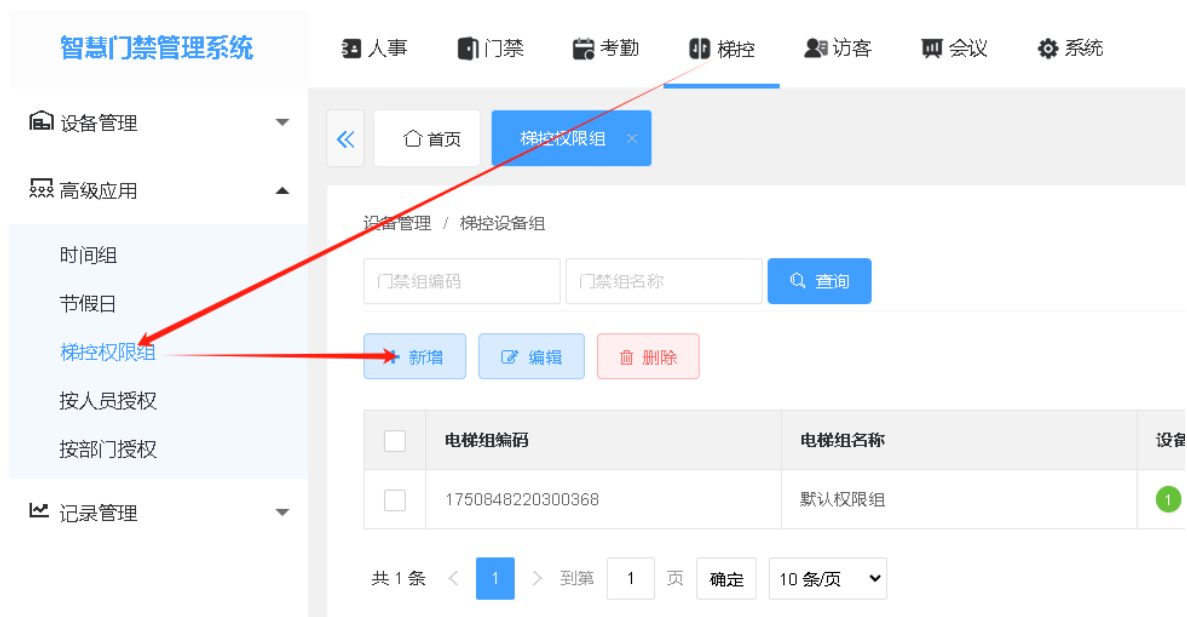 智慧门禁管理系统
人事 门禁 考勤 梯控 访客 会议 系统
设备管理
高级应用
时间组
节假日
梯控权限组
按人员授权
按部门授权
记录管理
首页 梯控权限组 ×
设备管理 / 梯控设备组
门禁组编码 门禁组名称 查询
新增 编辑 删除
电梯组编码 电梯组名称 设备
1750848220300368 默认权限组 1
共 1 条 < 1 > 到第 1 页 确定 10 条/页